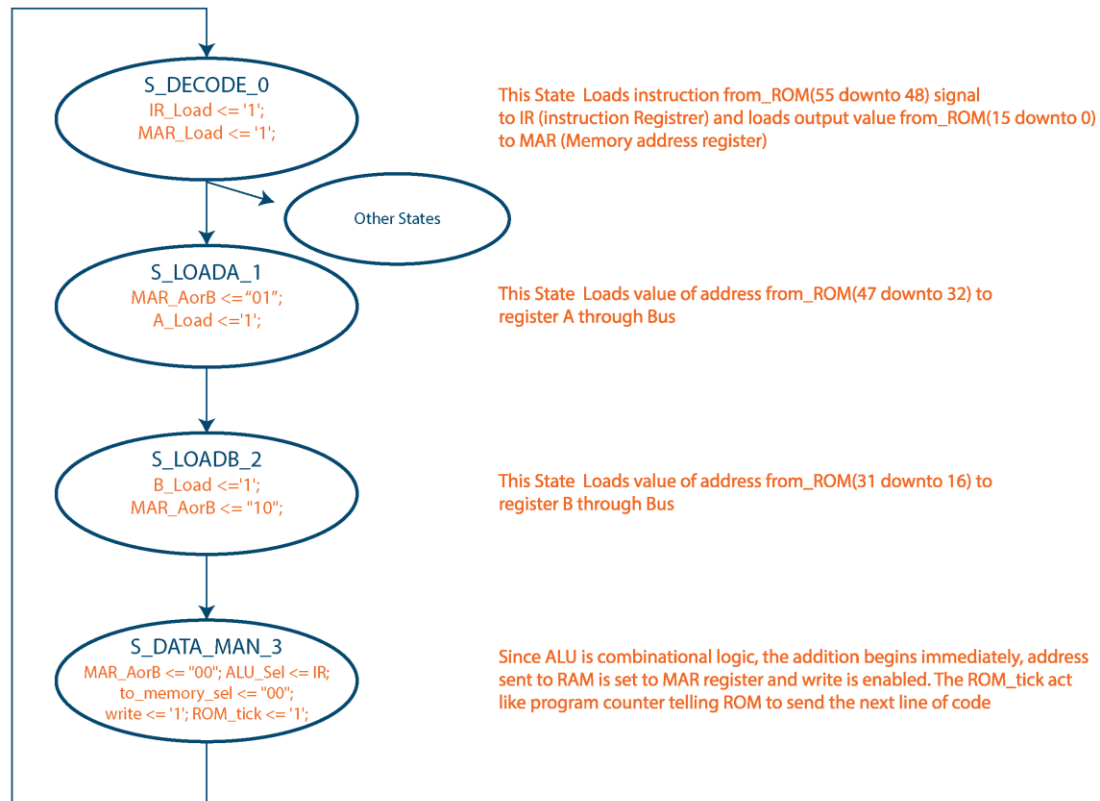 S_DECODE_0
IR_Load <= '1';
MAR_Load <= '1';
This State Loads instruction from_ROM(55 downto 48) signal
to IR (instruction Registrer) and loads output value from_ROM(15 downto 0)
to MAR (Memory address register)
Other States
S_LOADA_1
MAR_AorB <="01";
A_Load <='1';
This State Loads value of address from_ROM(47 downto 32) to
register A through Bus
S_LOADB_2
B_Load <='1';
MAR_AorB <= "10";
This State Loads value of address from_ROM(31 downto 16) to
register B through Bus
S_DATA_MAN_3
MAR_AorB <= "00"; ALU_Sel <= IR;
to_memory_sel <= "00";
write <= '1'; ROM_tick <= '1';
Since ALU is combinational logic, the addition begins immediately, address
sent to RAM is set to MAR register and write is enabled. The ROM_tick act
like program counter telling ROM to send the next line of code